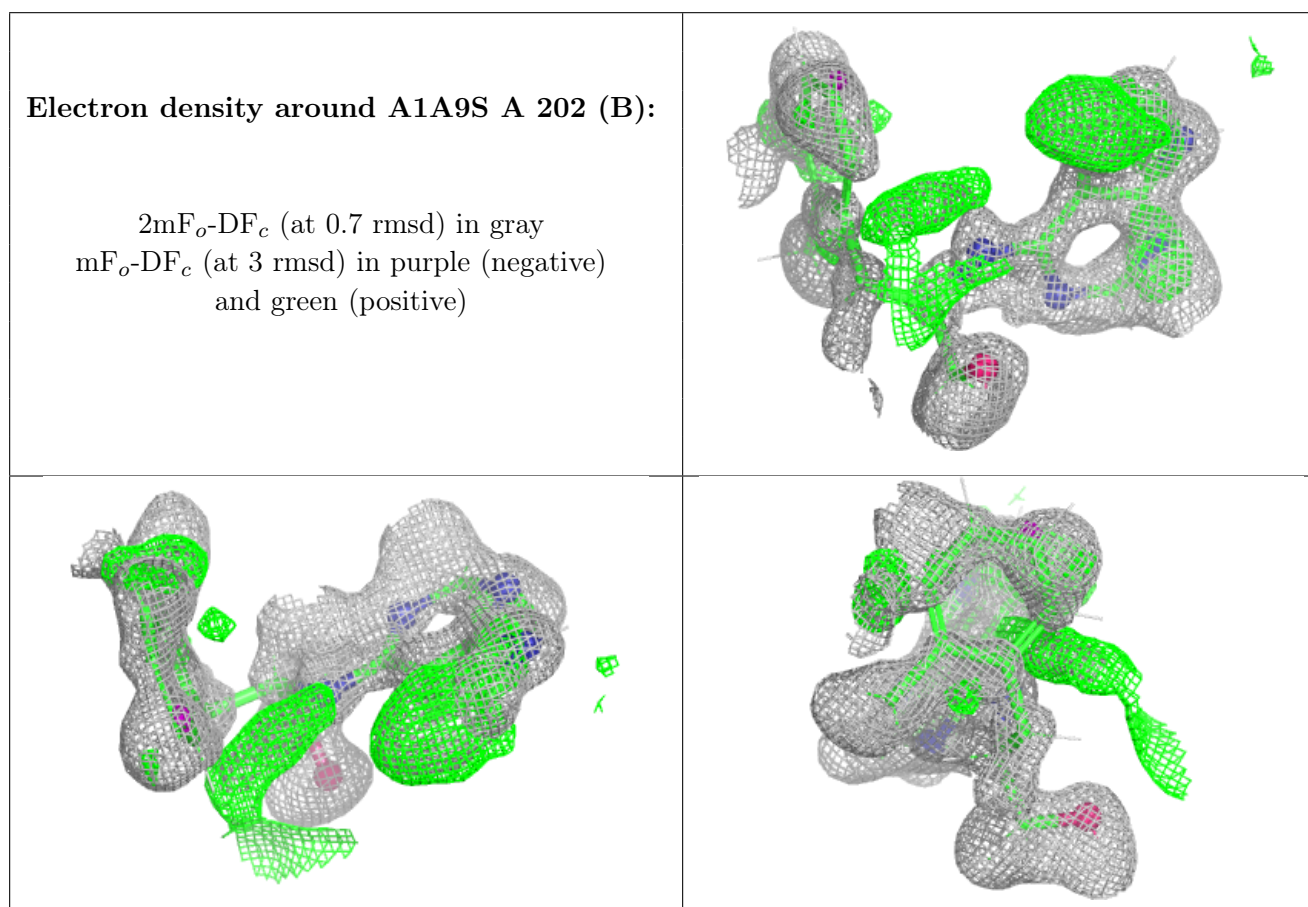 Electron density around A1A9S A 202 (B):
2mFo-DFc (at 0.7 rmsd) in gray
mFo-DFc (at 3 rmsd) in purple (negative)
and green (positive)